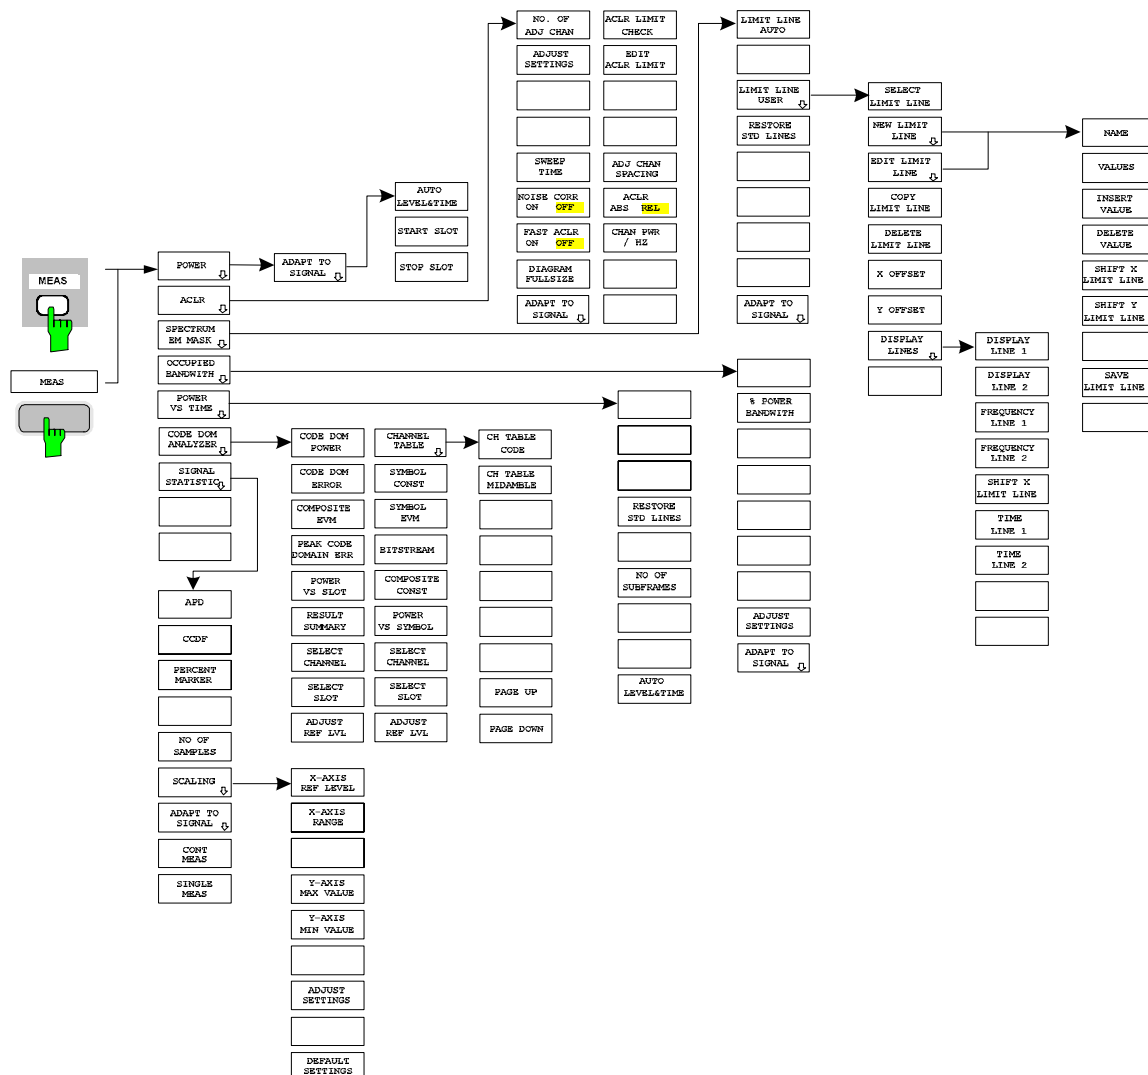 MEAS
MEAS
POWER
ACLR
SPECTRUM
EM MASK
OCCUPIED
BANDWITH
POWER
VS TIME
CODE DOM
ANALYZER
SIGNAL
STATISTIC
APD
CCDF
PERCENT
MARKER
NO OF
SAMPLES
SCALING
ADAPT TO
SIGNAL
CONT
MEAS
SINGLE
MEAS
ADAPT TO
SIGNAL
AUTO
LEVEL&TIME
START SLOT
STOP SLOT
NO. OF
ADJ CHAN
ADJUST
SETTINGS
SWEEP
TIME
NOISE CORR
ON OFF
FAST ACLR
ON OFF
DIAGRAM
FULLSIZE
ADAPT TO
SIGNAL
ACLR LIMIT
CHECK
EDIT
ACLR LIMIT
ADJ CHAN
SPACING
ACLR
ABS REL
CHAN PWR
/ HZ
LIMIT LINE
AUTO
LIMIT LINE
USER
RESTORE
STD LINES
ADAPT TO
SIGNAL
SELECT
LIMIT LINE
NEW LIMIT
LINE
EDIT LIMIT
LINE
COPY
LIMIT LINE
DELETE
LIMIT LINE
X OFFSET
Y OFFSET
DISPLAY
LINES
NAME
VALUES
INSERT
VALUE
DELETE
VALUE
SHIFT X
LIMIT LINE
SHIFT Y
LIMIT LINE
SAVE
LIMIT LINE
DISPLAY
LINE 1
DISPLAY
LINE 2
FREQUENCY
LINE 1
FREQUENCY
LINE 2
SHIFT X
LIMIT LINE
TIME
LINE 1
TIME
LINE 2
% POWER
BANDWITH
ADJUST
SETTINGS
ADAPT TO
SIGNAL
RESTORE
STD LINES
NO OF
SUBFRAMES
AUTO
LEVEL&TIME
CODE DOM
POWER
CODE DOM
ERROR
COMPOSITE
EVM
PEAK CODE
DOMAIN ERR
POWER
VS SLOT
RESULT
SUMMARY
SELECT
CHANNEL
SELECT
SLOT
ADJUST
REF LVL
CHANNEL
TABLE
SYMBOL
CONST
SYMBOL
EVM
BITSTREAM
COMPOSITE
CONST
POWER
VS SYMBOL
SELECT
CHANNEL
SELECT
SLOT
ADJUST
REF LVL
CH TABLE
CODE
CH TABLE
MIDAMBLE
PAGE UP
PAGE DOWN
X-AXIS
REF LEVEL
X-AXIS
RANGE
Y-AXIS
MAX VALUE
Y-AXIS
MIN VALUE
ADJUST
SETTINGS
DEFAULT
SETTINGS